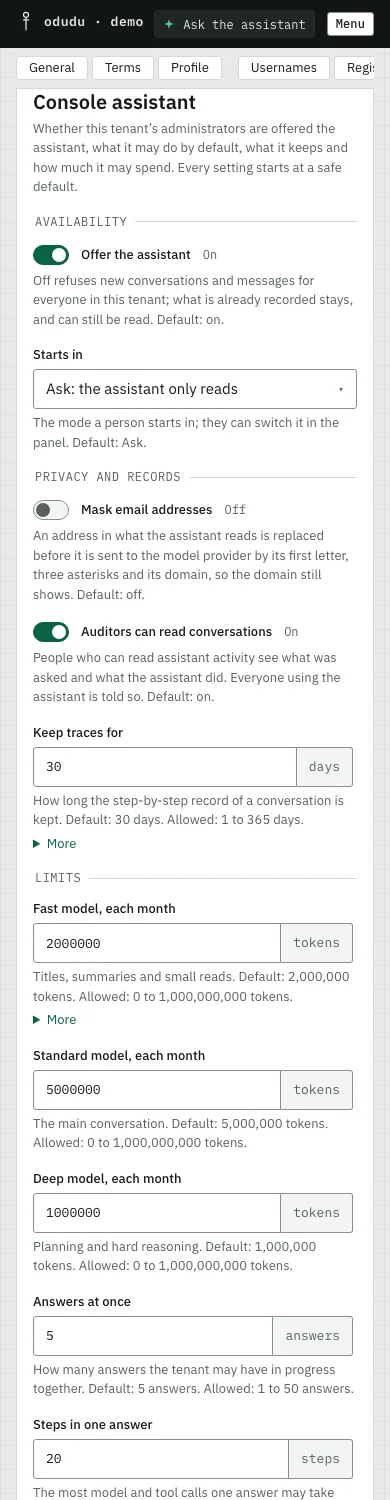 odudu · demo
Ask the assistant
Menu
General
Terms
Profile
Usernames
Regis
Console assistant
Whether this tenant's administrators are offered the
assistant, what it may do by default, what it keeps and
how much it may spend. Every setting starts at a safe
default.
AVAILABILITY
Offer the assistant On
Off refuses new conversations and messages for
everyone in this tenant; what is already recorded stays,
and can still be read. Default: on.
Starts in
Ask: the assistant only reads
The mode a person starts in; they can switch it in the
panel. Default: Ask.
PRIVACY AND RECORDS
Mask email addresses Off
An address in what the assistant reads is replaced
before it is sent to the model provider by its first letter,
three asterisks and its domain, so the domain still
shows. Default: off.
Auditors can read conversations On
People who can read assistant activity see what was
asked and what the assistant did. Everyone using the
assistant is told so. Default: on.
Keep traces for
30 days
How long the step-by-step record of a conversation is
kept. Default: 30 days. Allowed: 1 to 365 days.
More
LIMITS
Fast model, each month
2000000 tokens
Titles, summaries and small reads. Default: 2,000,000
tokens. Allowed: 0 to 1,000,000,000 tokens.
More
Standard model, each month
5000000 tokens
The main conversation. Default: 5,000,000 tokens.
Allowed: 0 to 1,000,000,000 tokens.
Deep model, each month
1000000 tokens
Planning and hard reasoning. Default: 1,000,000
tokens. Allowed: 0 to 1,000,000,000 tokens.
Answers at once
5 answers
How many answers the tenant may have in progress
together. Default: 5 answers. Allowed: 1 to 50 answers.
Steps in one answer
20 steps
The most model and tool calls one answer may take